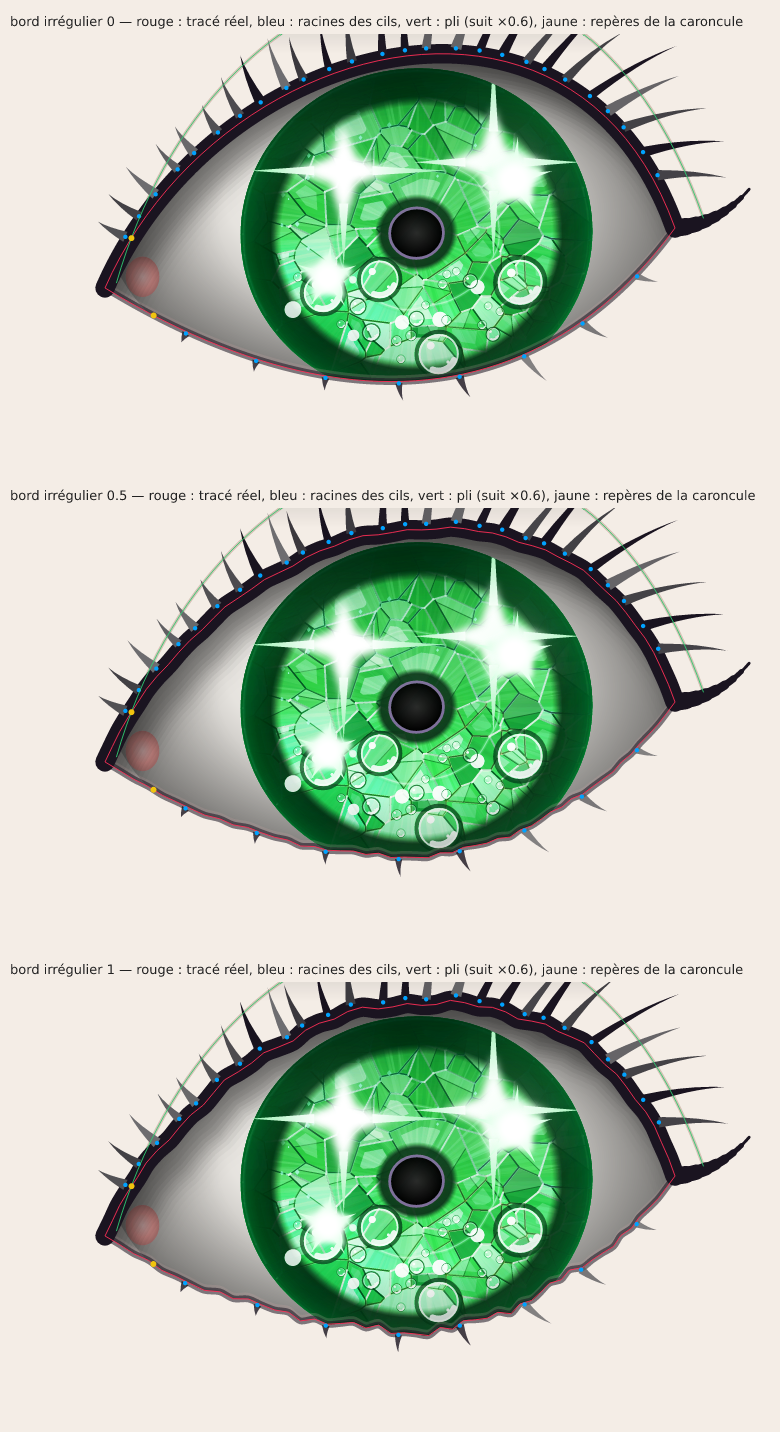 bord irrégulier 0 — rouge : tracé réel, bleu : racines des cils, vert : pli (suit ×0.6), jaune : repères de la caroncule
bord irrégulier 0.5 — rouge : tracé réel, bleu : racines des cils, vert : pli (suit ×0.6), jaune : repères de la caroncule
bord irrégulier 1 — rouge : tracé réel, bleu : racines des cils, vert : pli (suit ×0.6), jaune : repères de la caroncule